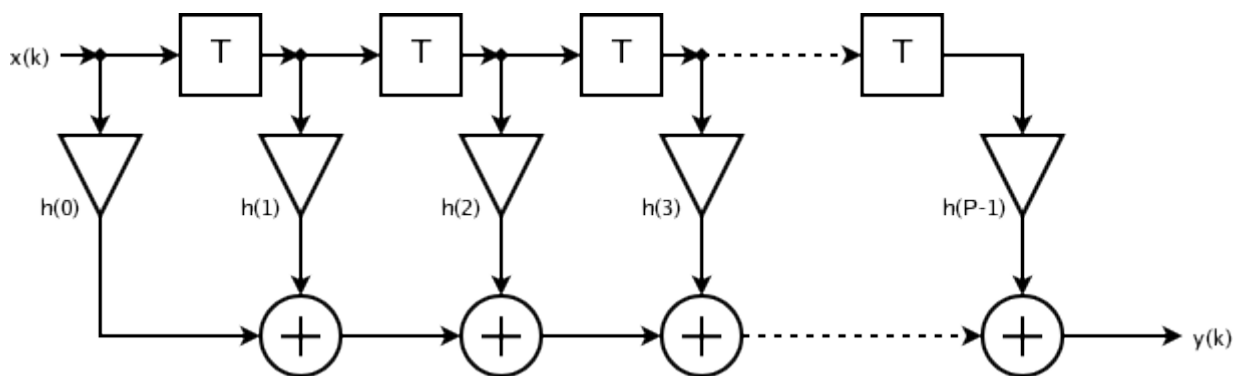 x(k)
T
T
T
T
h(0)
h(1)
h(2)
h(3)
h(P-1)
y(k)